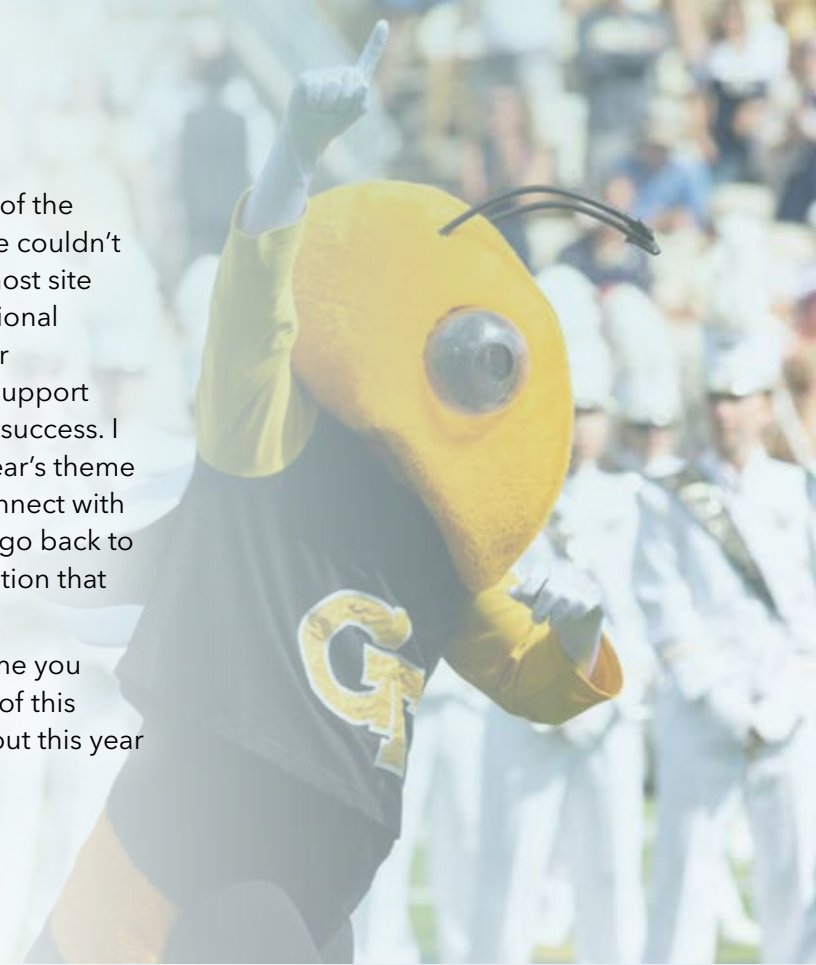 of the
e couldn’t
ost site
ional
r
upport
success. I
ear’s theme
nnect with
go back to
tion that
ne you
of this
out this year
GT